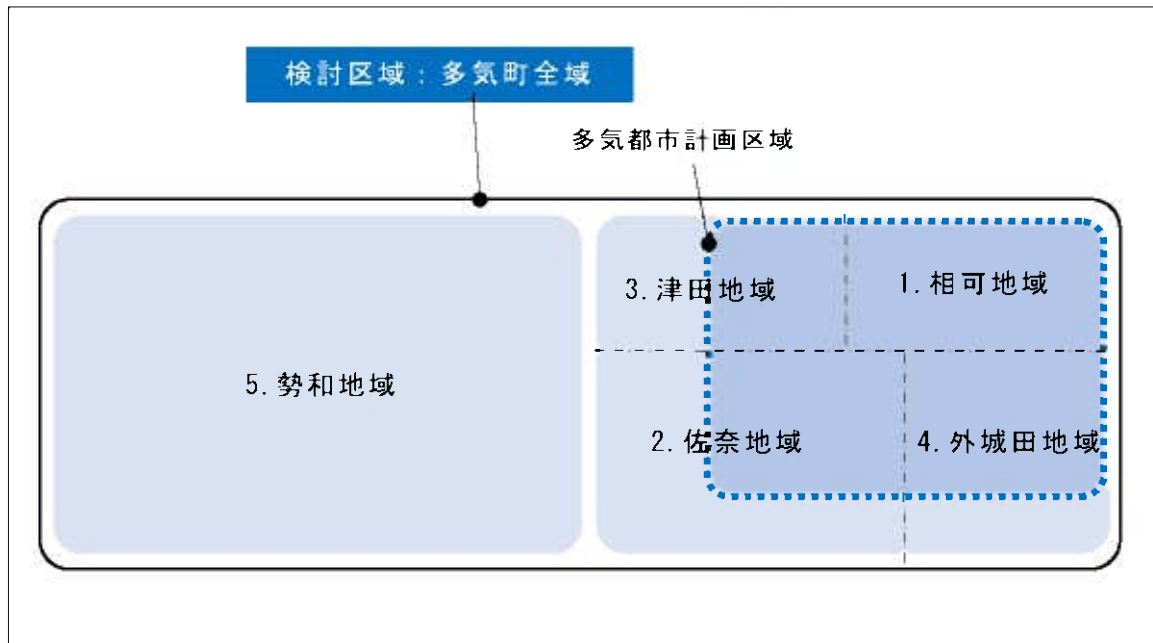 検討区域：多気町全域
多気都市計画区域
3. 津田地域
1. 相可地域
5. 勢和地域
2. 佐奈地域
4. 外城田地域